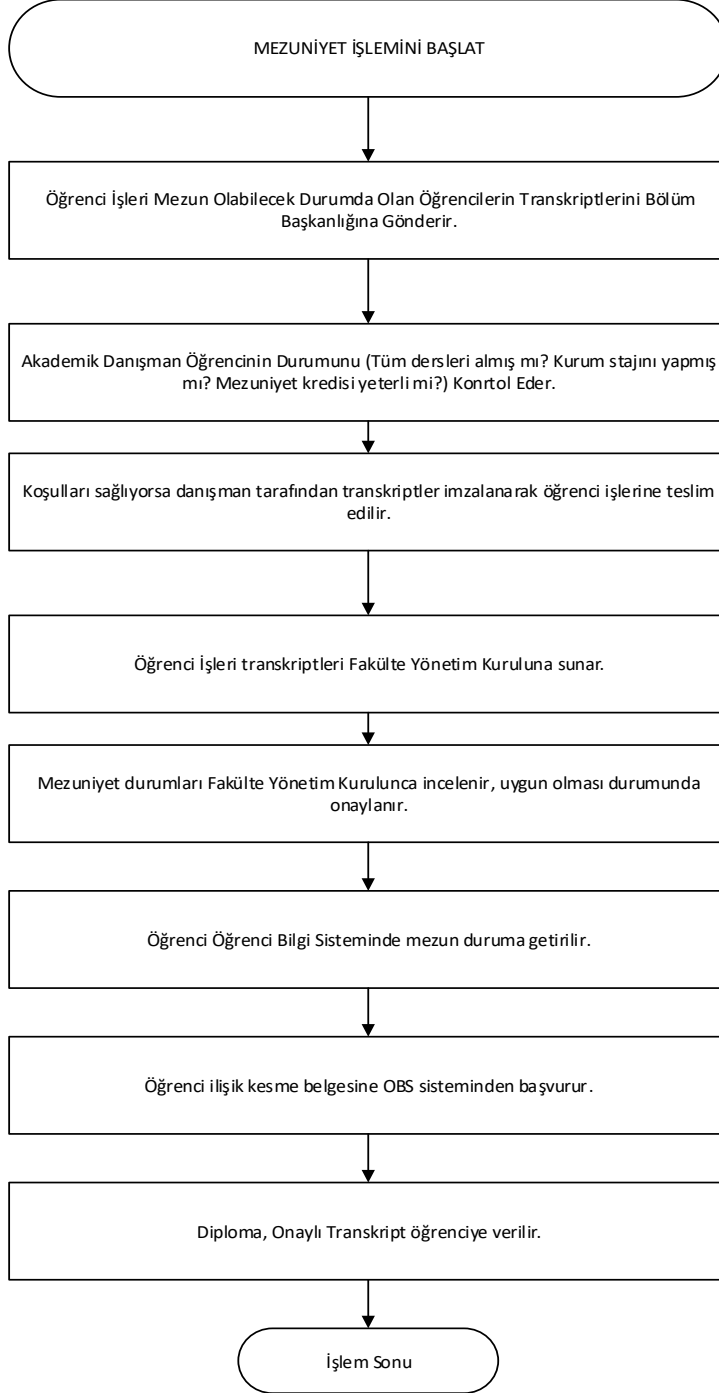 MEZUNİYET İŞLEMİNİ BAŞLAT
Öğrenci İşleri Mezun Olabilecek Durumda Olan Öğrencilerin Transkriptlerini Bölüm
Başkanlığına Gönderir.
Akademik Danışman Öğrencinin Durumunu (Tüm dersleri almış mı? Kurum stajını yapmış
mı? Mezuniyet kredisi yeterli mi?) Konrtol Eder.
Koşulları sağlıyorsa danışman tarafından transkriptler imzalanarak öğrenci işlerine teslim
edilir.
Öğrenci İşleri transkriptleri Fakülte Yönetim Kuruluna sunar.
Mezuniyet durumları Fakülte Yönetim Kurulunca incelenir, uygun olması durumunda
onaylanır.
Öğrenci Öğrenci Bilgi Sisteminde mezun duruma getirilir.
Öğrenci ilişik kesme belgesine OBS sisteminden başvurur.
Diploma, Onaylı Transkript öğrenciye verilir.
İşlem Sonu